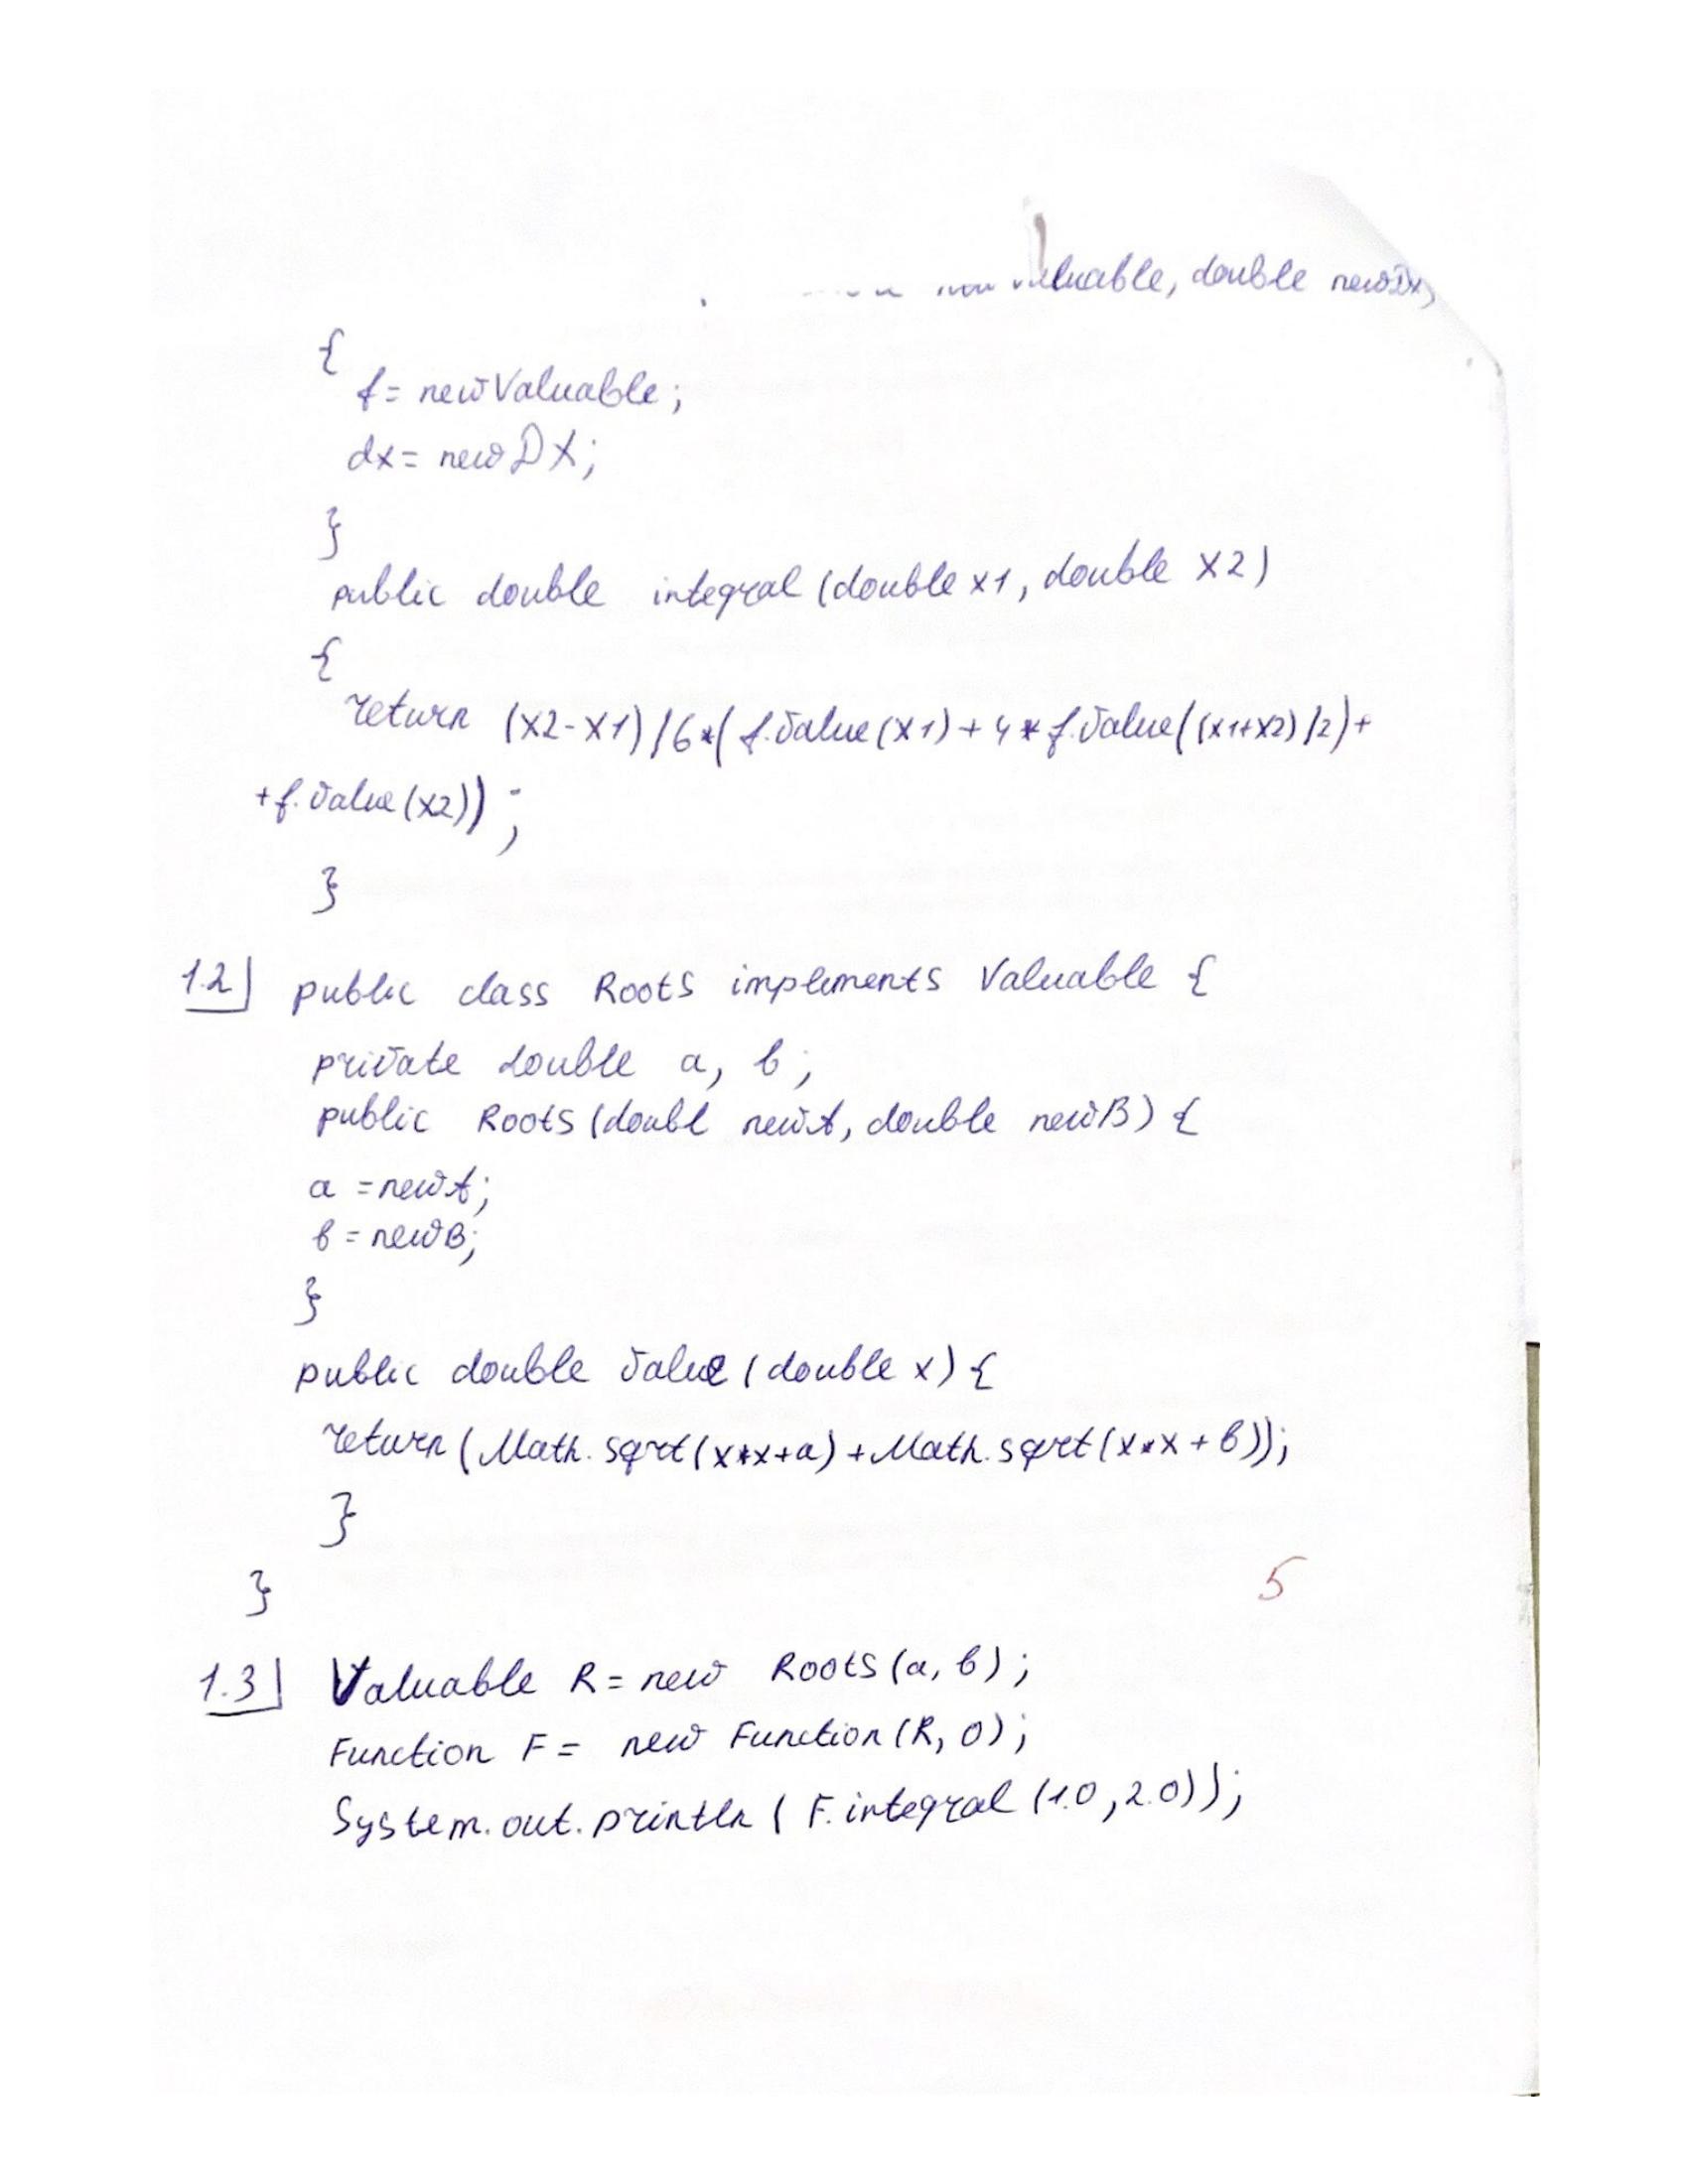 double newDX)
{
f = newValuable;
dx = newDX;
}
public double integral (double x1, double x2)
{
return (x2-x1)/6*(f.value(x1)+4*f.value((x1+x2)/2)+
+f.value(x2));
}
1.2 public class Roots implements Valuable {
private double a, b;
public Roots (doubl newA, double newB) {
a = newA;
b = newB;
}
public double value (double x) {
return (Math.sqrt(x*x+a)+Math.sqrt(x*x+b));
}
}
5
1.3 Valuable R = new Roots (a, b);
Function F = new Function (R, 0);
System.out.println ( F.integral (1.0, 2.0));